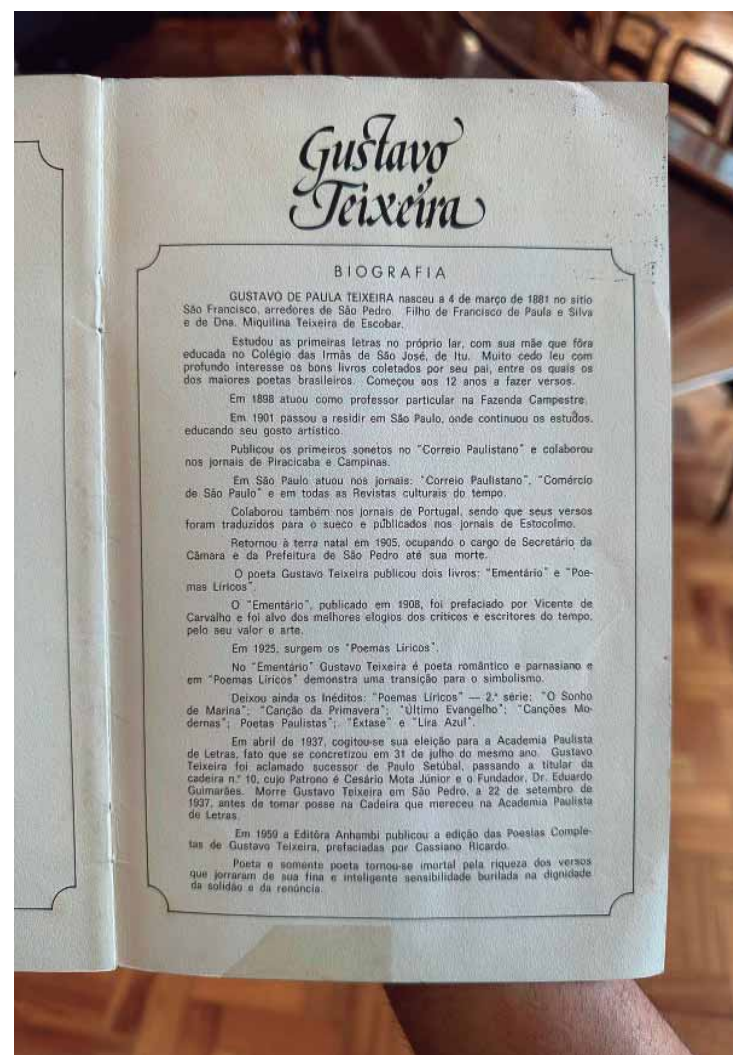 Gustavo
Teixeira
BIOGRAFIA
GUSTAVO DE PAULA TEIXEIRA nasceu a 4 de março de 1881 no sítio
São Francisco, arredores de São Pedro. Filho de Francisco de Paula e Silva
e de Dna. Miquilina Teixeira de Escobar.
Estudou as primeiras letras no próprio lar, com sua mãe que fôra
educada no Colégio das Irmãs de São José, de Itu. Muito cedo leu com
profundo interesse os bons livros coletados por seu pai, entre os quais os
dos maiores poetas brasileiros. Começou aos 12 anos a fazer versos.
Em 1898 atuou como professor particular na Fazenda Campestre.
Em 1901 passou a residir em São Paulo, onde continuou os estudos,
educando seu gosto artístico.
Publicou os primeiros sonetos no "Correio Paulistano" e colaborou
nos jornais de Piracicaba e Campinas.
Em São Paulo atuou nos jornais: "Correio Paulistano", "Comércio
de São Paulo" e em todas as Revistas culturais do tempo.
Colaborou também nos jornais de Portugal, sendo que seus versos
foram traduzidos para o sueco e públicados nos jornais de Estocolmo.
Retornou à terra natal em 1905, ocupando o cargo de Secretário da
Câmara e da Prefeitura de São Pedro até sua morte.
O poeta Gustavo Teixeira publicou dois livros: "Ementário" e "Poe-
mas Líricos".
O "Ementário", publicado em 1908, foi prefaciado por Vicente de
Carvalho e foi alvo dos melhores elogios dos críticos e escritores do tempo,
pelo seu valor e arte.
Em 1925, surgem os "Poemas Líricos".
No "Ementário" Gustavo Teixeira é poeta romântico e parnasiano e
em "Poemas Líricos" demonstra uma transição para o simbolismo.
Deixou ainda os Inéditos: "Poemas Líricos" — 2.ª série; "O Sonho
de Marina"; "Canção da Primavera"; "Último Evangelho"; "Canções Mo-
dernas"; Poetas Paulistas"; "Êxtase" e "Lira Azul".
Em abril de 1937, cogitou-se sua eleição para a Academia Paulista
de Letras, fato que se concretizou em 31 de julho do mesmo ano. Gustavo
Teixeira foi aclamado sucessor de Paulo Setúbal, passando a titular da
cadeira n.º 10, cujo Patrono é Cesário Mota Júnior e o Fundador, Dr. Eduardo
Guimarães. Morre Gustavo Teixeira em São Pedro, a 22 de setembro de
1937, antes de tomar posse na Cadeira que mereceu na Academia Paulista
de Letras.
Em 1959 a Editôra Anhambi publicou a edição das Poesias Comple-
tas de Gustavo Teixeira, prefaciadas por Cassiano Ricardo.
Poeta e somente poeta tornou-se imortal pela riqueza dos versos
que jorraram de sua fina e inteligente sensibilidade burilada na dignidade
da solidão e da renúncia.